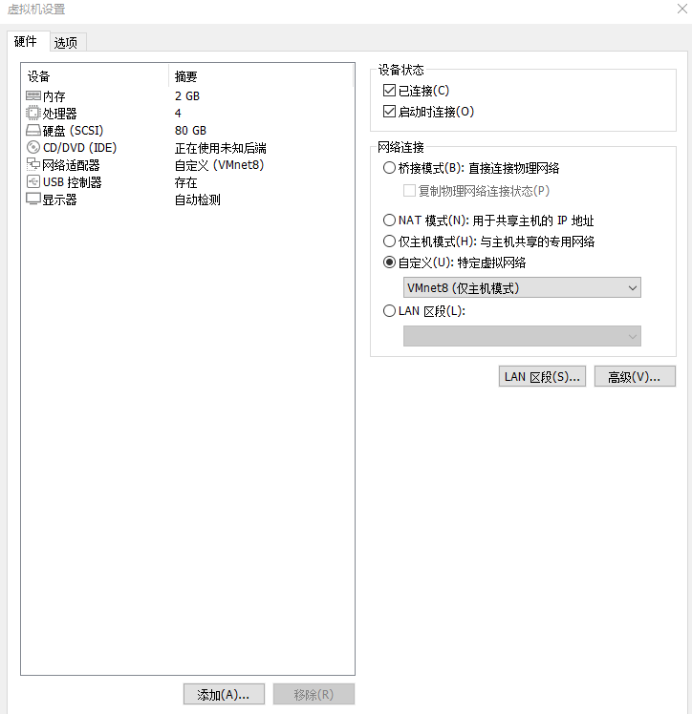 虚拟机设置
硬件 选项
设备 摘要
内存 2 GB
处理器 4
硬盘 (SCSI) 80 GB
CD/DVD (IDE) 正在使用未知后端
网络适配器 自定义 (VMnet8)
USB 控制器 存在
显示器 自动检测
添加(A)... 移除(R)
设备状态
已连接(C)
启动时连接(O)
网络连接
桥接模式(B): 直接连接物理网络
复制物理网络连接状态(P)
NAT 模式(N): 用于共享主机的 IP 地址
仅主机模式(H): 与主机共享的专用网络
自定义(U): 特定虚拟网络
VMnet8 (仅主机模式)
LAN 区段(L):
LAN 区段(S)... 高级(V)...